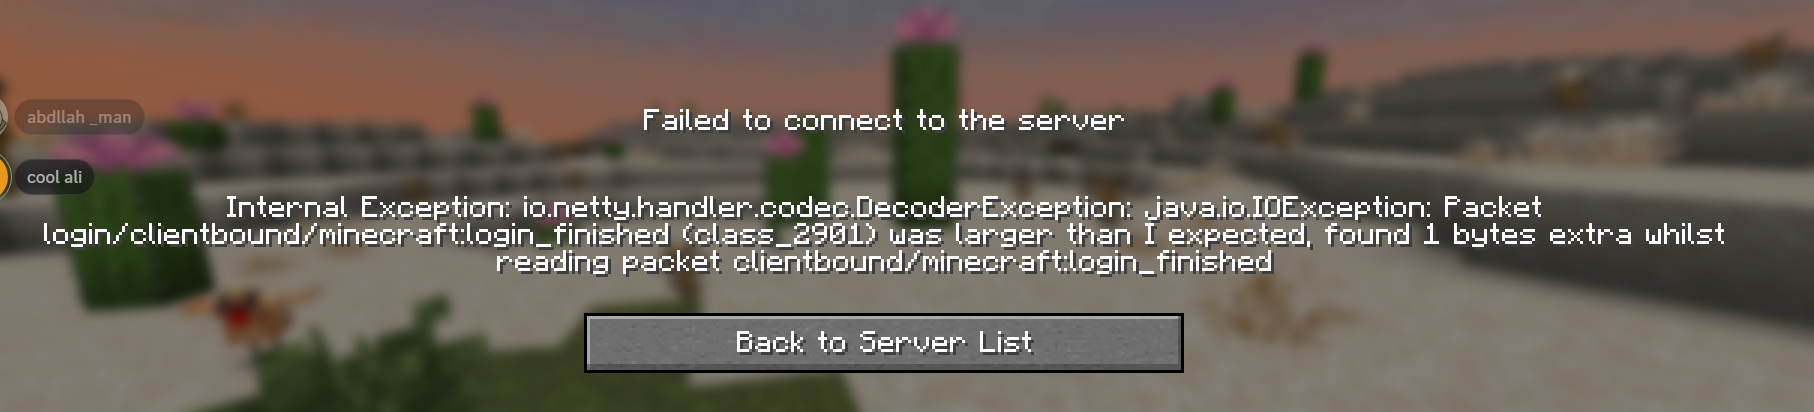 abdllah _man
Failed to connect to the server
cool ali
Internal Exception: io.netty.handler.codec.DecoderException: java.io.IOException: Packet
login/clientbound/minecraft:login_finished (class_2901) was larger than I expected, found 1 bytes extra whilst
reading packet clientbound/minecraft:login_finished
Back to Server List